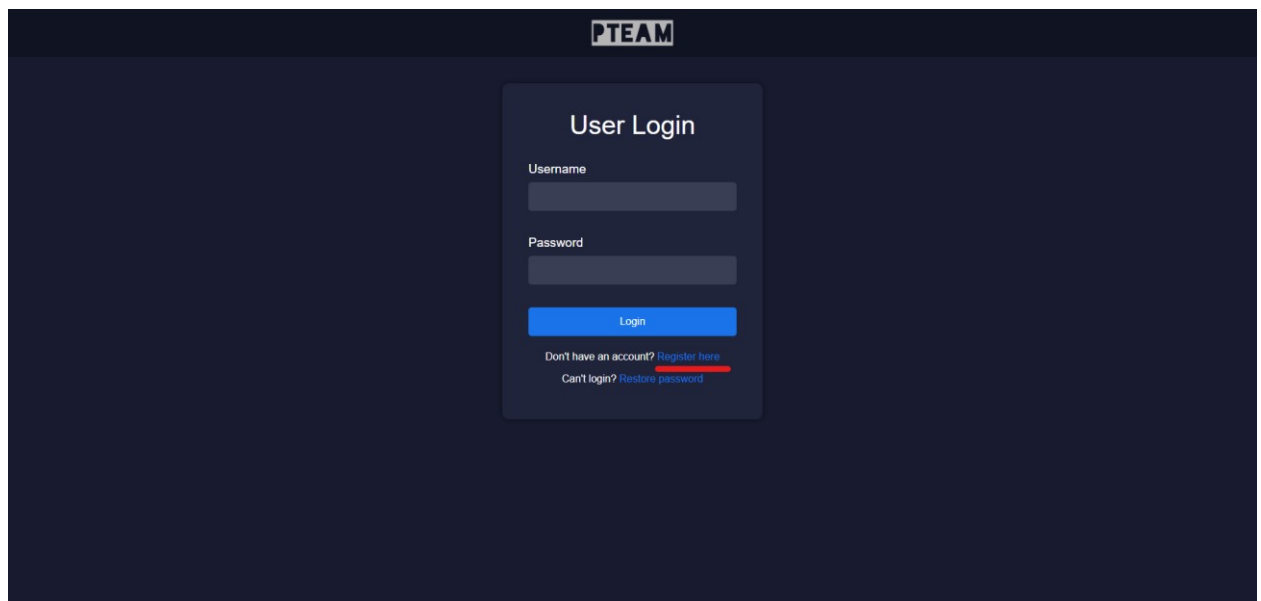 PTEAM
User Login
Username
Password
Login
Don't have an account? Register here
Can't login? Restore password